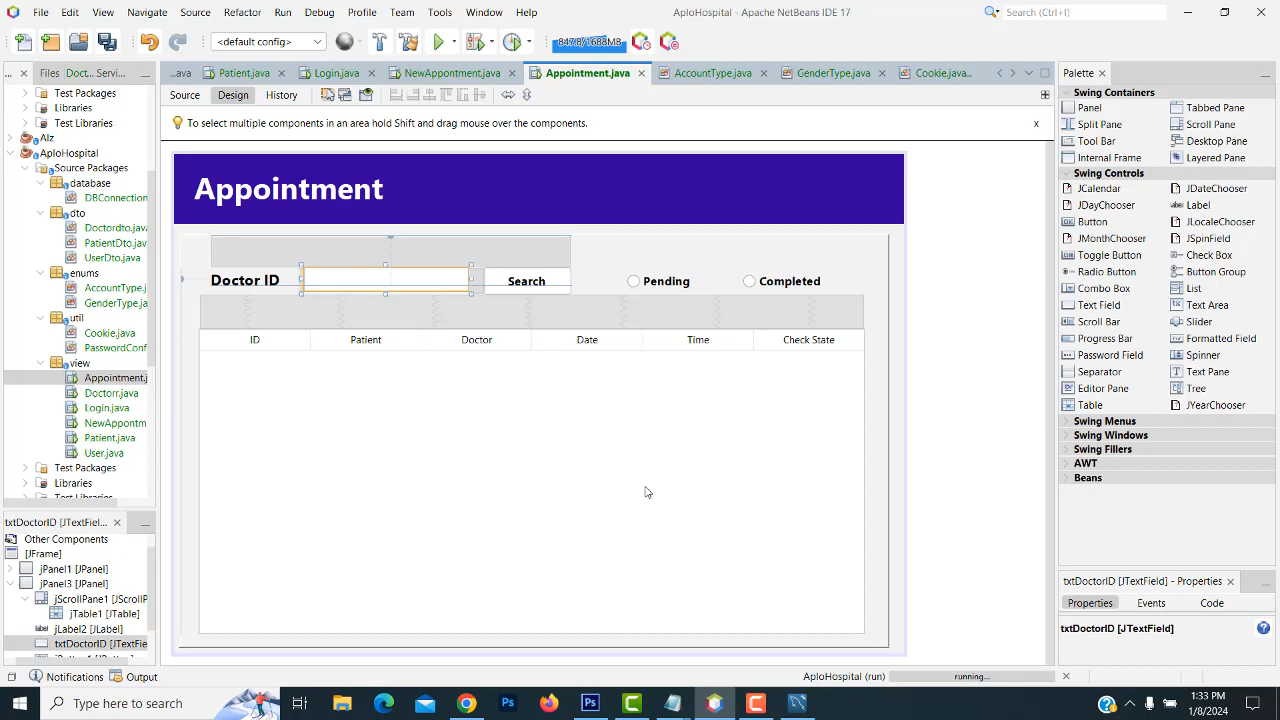 File Edit View Navigate Source Refactor Run Debug Profile Team Tools Window Help
AploHospital - Apache NetBeans IDE 17
Search (Ctrl+I)
<default config>
847.8/1688MB
... Files Doct... Servi...
...ava Patient.java Login.java NewAppontment.java Appointment.java AccountType.java GenderType.java Cookie.java...
Source Design History
To select multiple components in an area hold Shift and drag mouse over the components.
x
Test Packages
Libraries
Test Libraries
Alz
AploHospital
Source Packages
database
DBConnection
dto
Doctordto.java
PatientDto.java
UserDto.java
enums
AccountType.
GenderType.j
util
Cookie.java
PasswordConf
view
Appointment.j
Doctorr.java
Login.java
NewAppontm
Patient.java
User.java
Test Packages
Libraries
Appointment
Doctor ID
Search
Pending
Completed
ID Patient Doctor Date Time Check State
txtDoctorID [JTextF...
Other Components
[JFrame]
jPanel1 [JPanel]
jPanel3 [JPanel]
jScrollPane1 [JScrollP
jTable1 [JTable]
jLabel2 [JLabel]
txtDoctorID [JTextFie
Palette
Swing Containers
Panel Tabbed Pane
Split Pane Scroll Pane
Tool Bar Desktop Pane
Internal Frame Layered Pane
Swing Controls
JCalendar JDateChooser
JDayChooser Label
Button JLocaleChooser
JMonthChooser JSpinField
Toggle Button Check Box
Radio Button Button Group
Combo Box List
Text Field Text Area
Scroll Bar Slider
Progress Bar Formatted Field
Password Field Spinner
Separator Text Pane
Editor Pane Tree
Table JYearChooser
Swing Menus
Swing Windows
Swing Fillers
AWT
Beans
txtDoctorID [JTextField] - Properties
Properties Events Code
txtDoctorID [JTextField]
Notifications Output
AploHospital (run)
running...
Type here to search
1:33 PM
1/8/2024